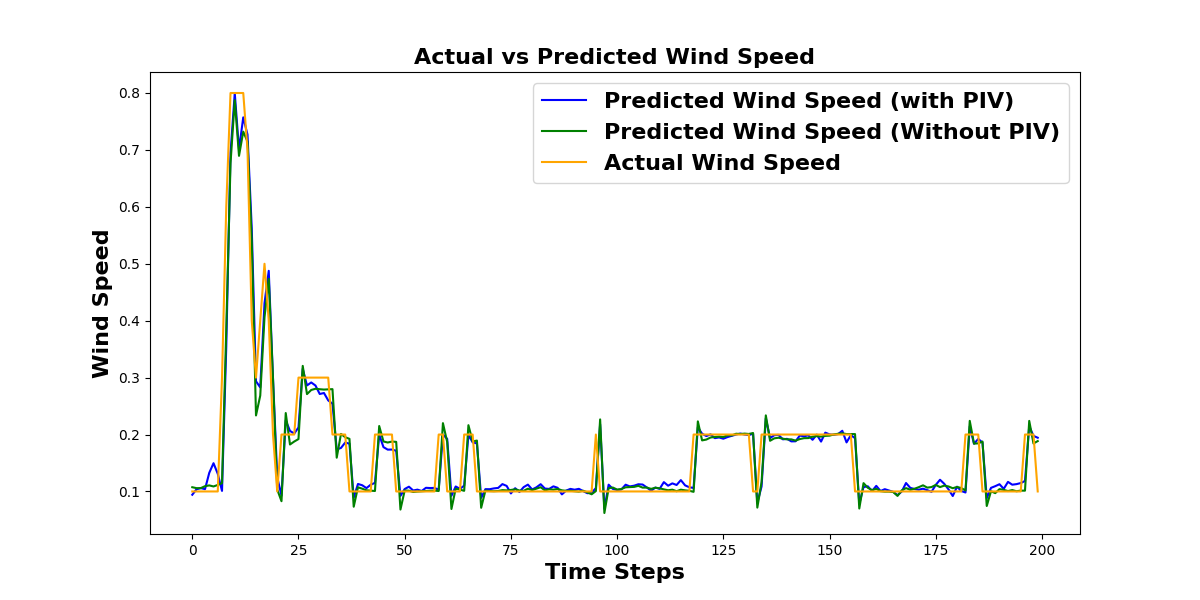 Actual vs Predicted Wind Speed
Predicted Wind Speed (with PIV)
Predicted Wind Speed (Without PIV)
Actual Wind Speed
Wind Speed
0.8
0.7
0.6
0.5
0.4
0.3
0.2
0.1
0 25 50 75 100 125 150 175 200
Time Steps